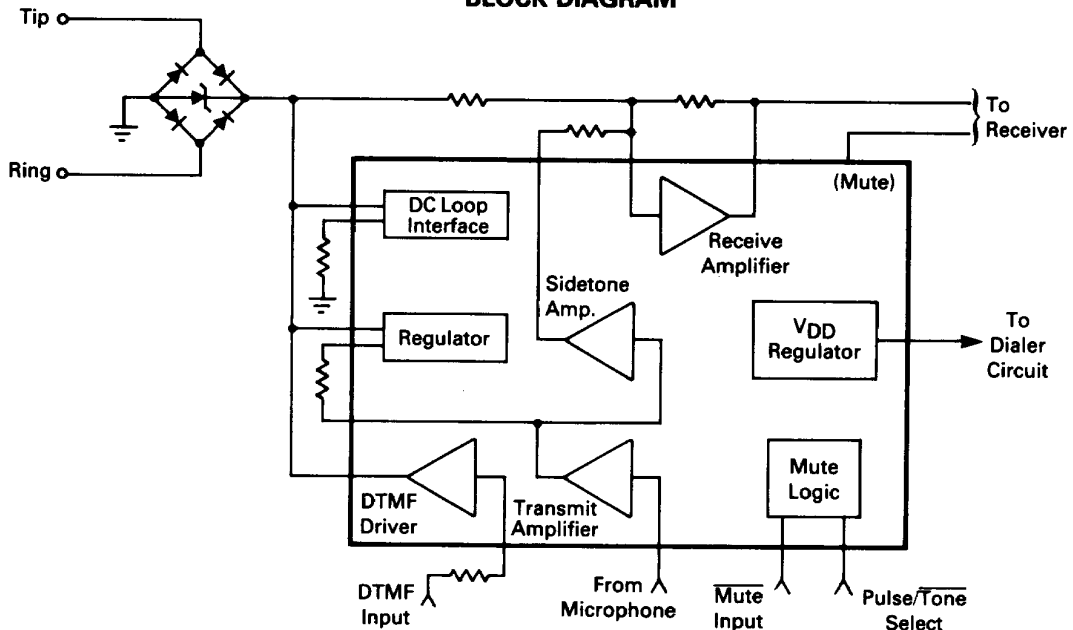 BLOCK DIAGRAM
Tip
Ring
To
Receiver
(Mute)
DC Loop
Interface
Receive
Amplifier
Sidetone
Amp.
Regulator
VDD
Regulator
To
Dialer
Circuit
Mute
Logic
DTMF
Driver
Transmit
Amplifier
DTMF
Input
From
Microphone
Mute
Input
Pulse/Tone
Select